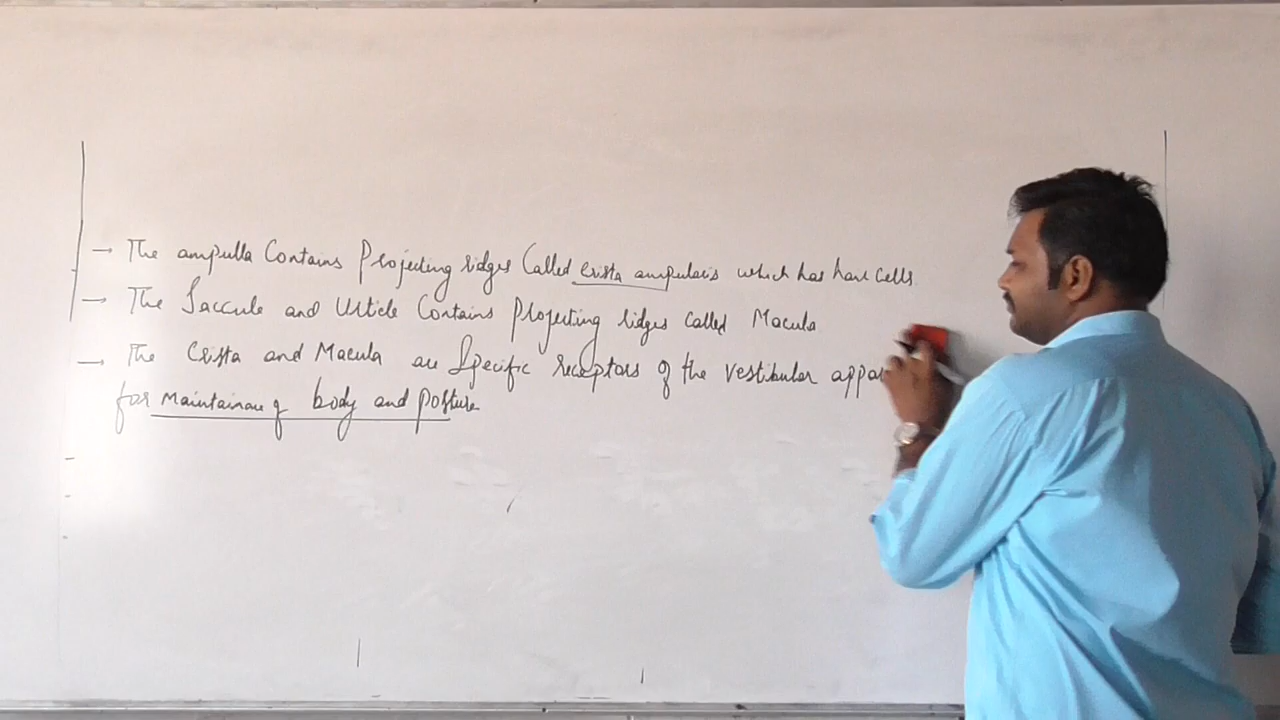 → The ampulla Contains Projecting ridges Called crista ampularis which has hair Cells
→ The Saccule and Utricle Contains Projecting ridges called Macula
→ The Crista and Macula are Specific receptors of the vestibular appar
for Maintainance of body and posture